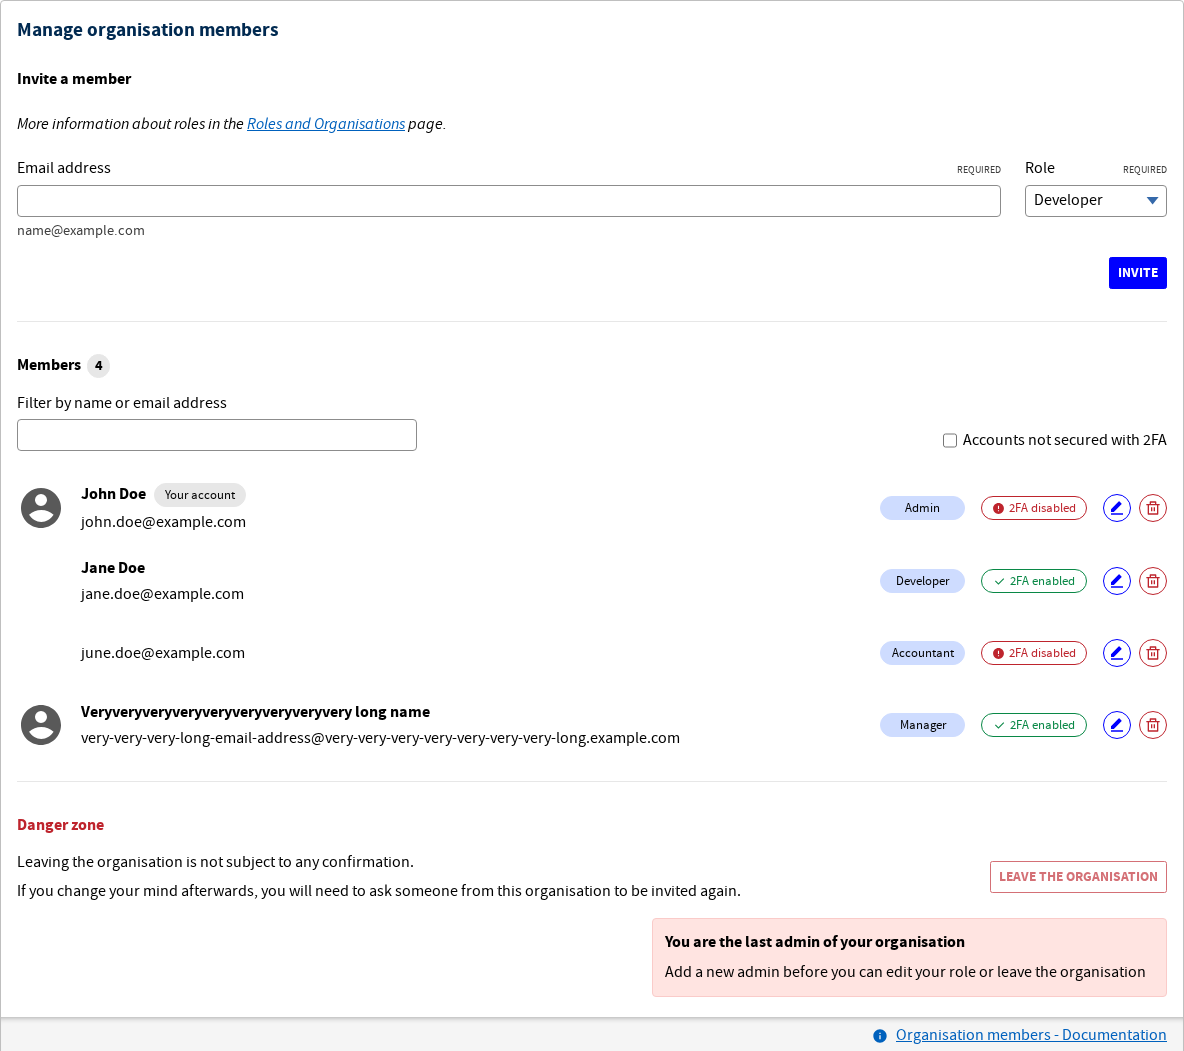 Manage organisation members
Invite a member
More information about roles in the Roles and Organisations page.
Email address REQUIRED
Role REQUIRED
Developer
name@example.com
INVITE
Members 4
Filter by name or email address
Accounts not secured with 2FA
John Doe Your account
john.doe@example.com
Admin 2FA disabled
Jane Doe
jane.doe@example.com
Developer 2FA enabled
june.doe@example.com
Accountant 2FA disabled
Veryveryveryveryveryveryveryveryvery long name
very-very-very-long-email-address@very-very-very-very-very-very-very-long.example.com
Manager 2FA enabled
Danger zone
Leaving the organisation is not subject to any confirmation.
If you change your mind afterwards, you will need to ask someone from this organisation to be invited again.
LEAVE THE ORGANISATION
You are the last admin of your organisation
Add a new admin before you can edit your role or leave the organisation
Organisation members - Documentation